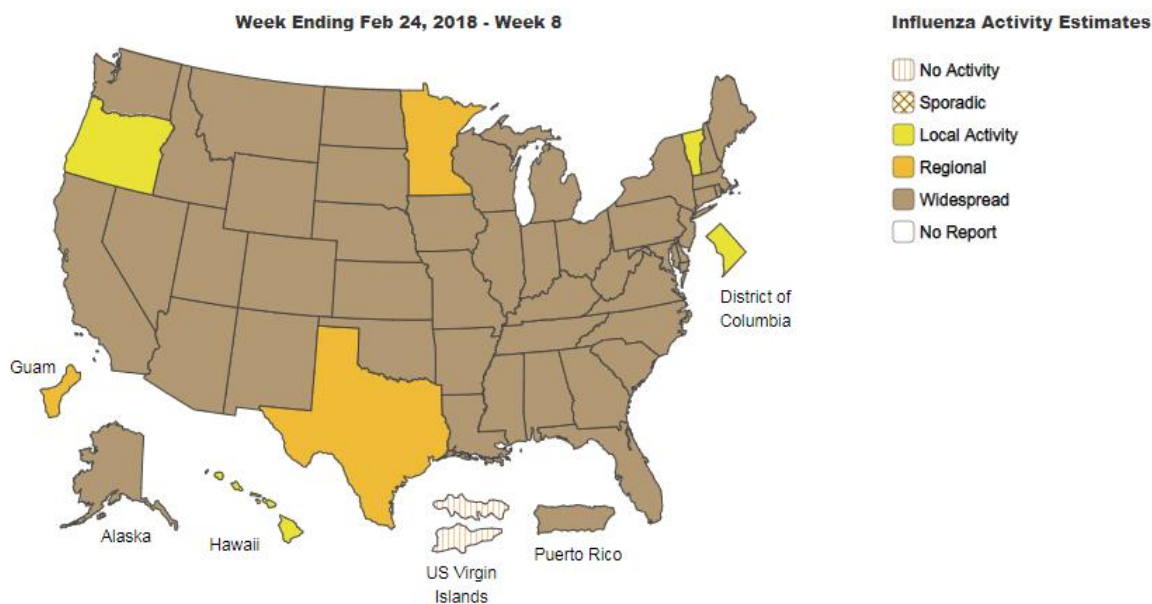 Week Ending Feb 24, 2018 - Week 8
Influenza Activity Estimates
No Activity
Sporadic
Local Activity
Regional
Widespread
No Report
District of
Columbia
Guam
Alaska
Hawaii
US Virgin
Islands
Puerto Rico